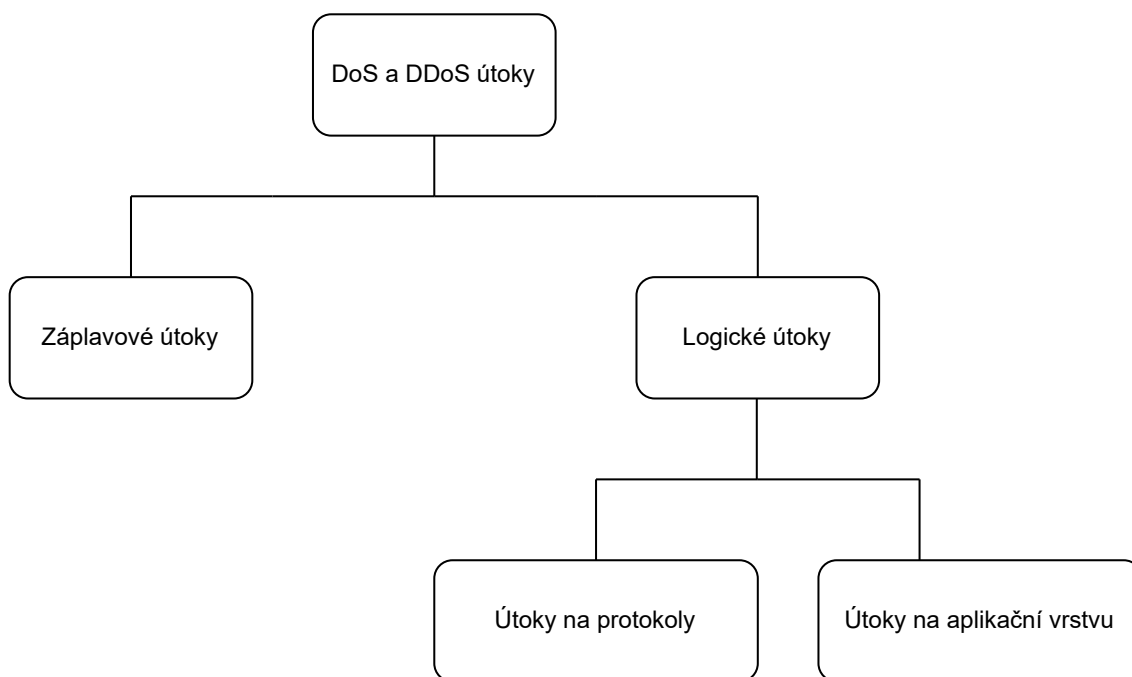 DoS a DDoS útoky
Záplavové útoky
Logické útoky
Útoky na protokoly
Útoky na aplikační vrstvu